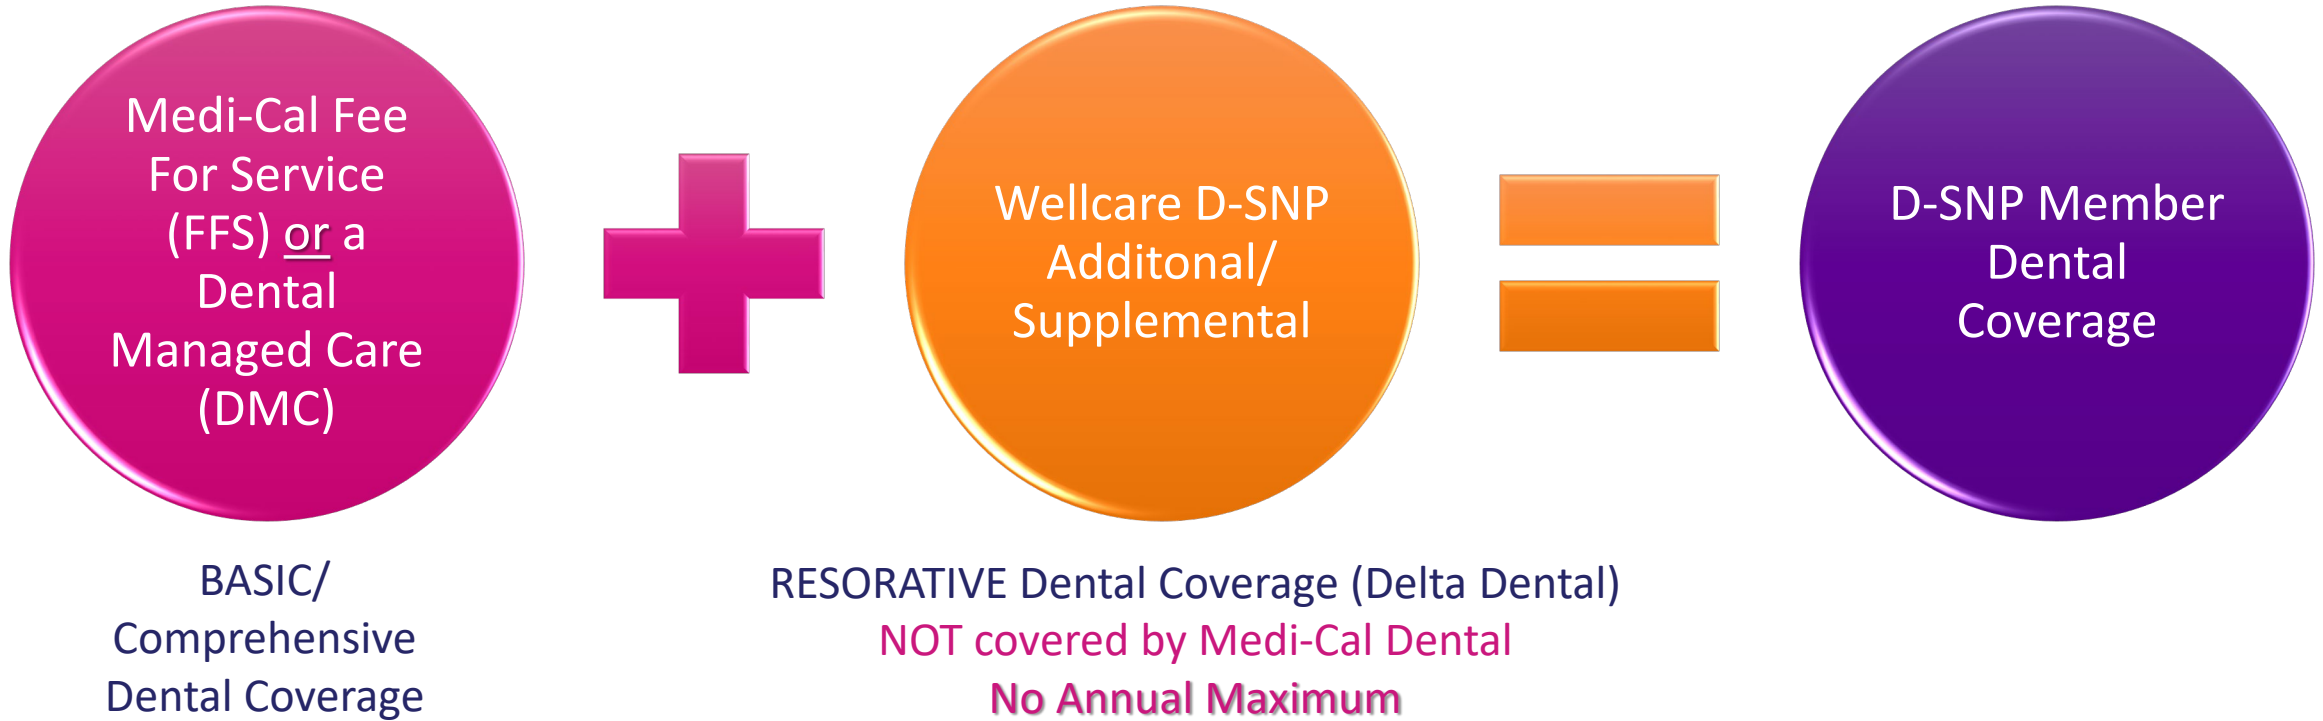 Medi-Cal Fee
For Service
(FFS) or a
Dental
Managed Care
(DMC)
Wellcare D-SNP
Additonal/
Supplemental
D-SNP Member
Dental
Coverage
BASIC/
Comprehensive
Dental Coverage
RESORATIVE Dental Coverage (Delta Dental)
NOT covered by Medi-Cal Dental
No Annual Maximum